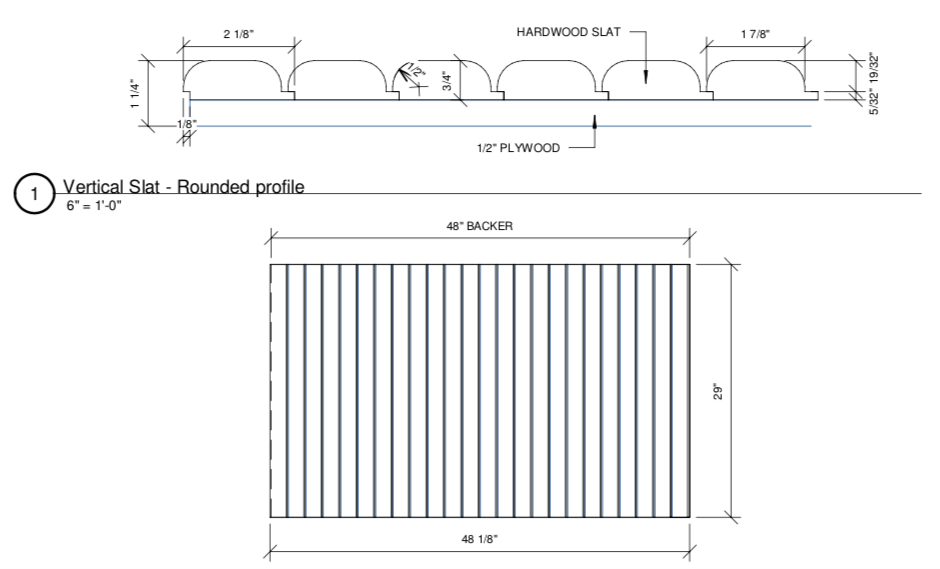 2 1/8"
HARDWOOD SLAT
1 7/8"
1 1/4"
1/2"
3/4"
19/32"
5/32"
1/8"
1/2" PLYWOOD
1
Vertical Slat - Rounded profile
6" = 1'-0"
48" BACKER
29"
48 1/8"